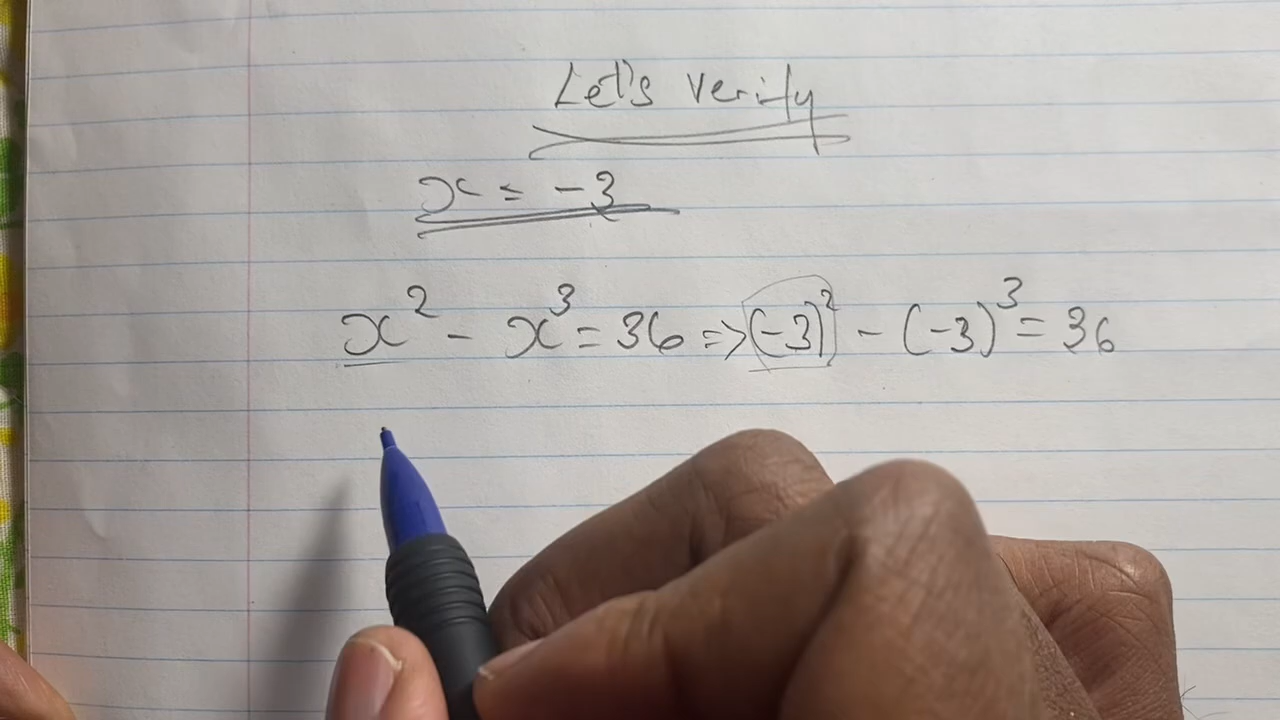 Let's verify
x = -3
x² - x³ = 36 => (-3)² - (-3)³ = 36